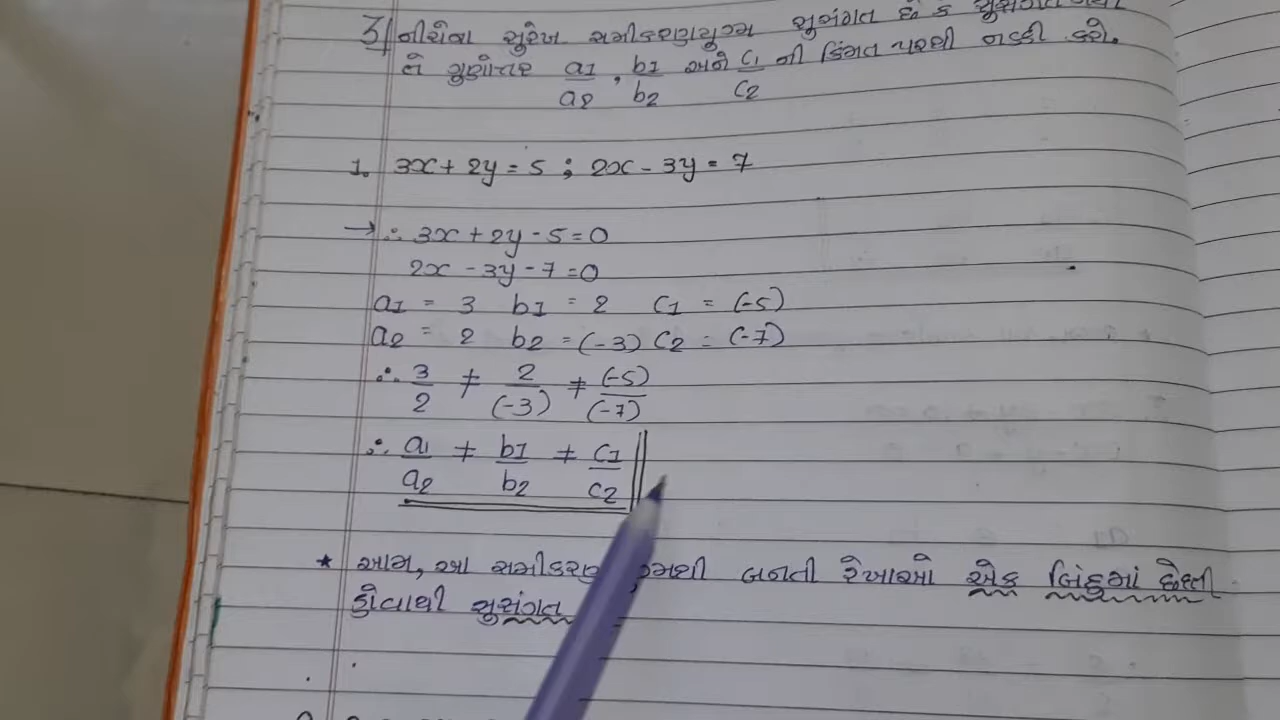 3) નીચેના સુરેખ સમીકરણયુગ્મ સુસંગત છે કે
તે ગુણોત્તર a1/a2 , b1/b2 અને c1/c2 ની કિંમત પરથી નક્કી કરો.
1. 3x + 2y = 5 ; 2x - 3y = 7
→ ∴ 3x + 2y - 5 = 0
2x - 3y - 7 = 0
a1 = 3 b1 = 2 c1 = (-5)
a2 = 2 b2 = (-3) c2 = (-7)
∴ 3/2 ≠ 2/(-3) ≠ (-5)/(-7)
∴ a1/a2 ≠ b1/b2 ≠ c1/c2
* આમ, આ સમીકરણ બનતી રેખાઓ એક બિંદુમાં છેદતી
હોવાથી સુસંગત